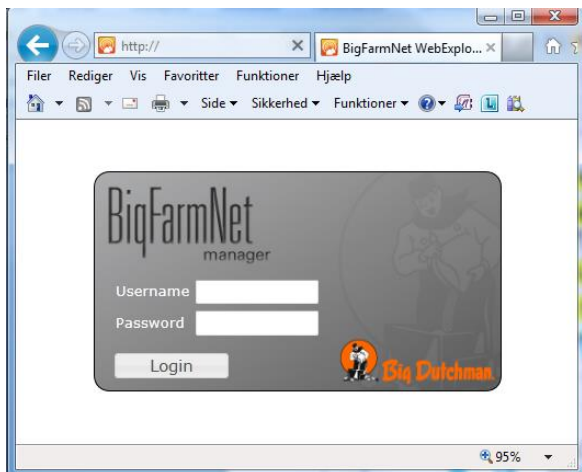 http://
BigFarmNet WebExplo...
Filer Rediger Vis Favoritter Funktioner Hjælp
Side Sikkerhed Funktioner
BigFarmNet
manager
Username
Password
Login
Big Dutchman
95%